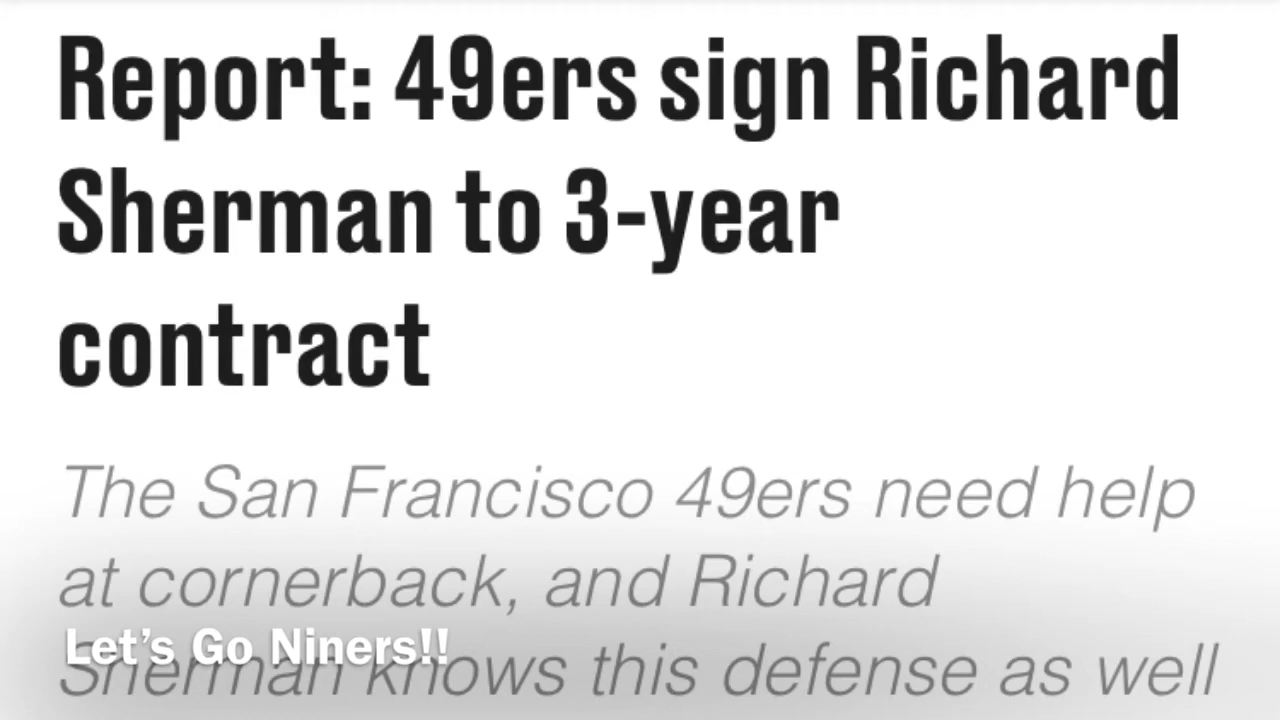 Report: 49ers sign Richard
Sherman to 3-year
contract
The San Francisco 49ers need help
at cornerback, and Richard
Let's Go Niners!!
Sherman knows this defense as well